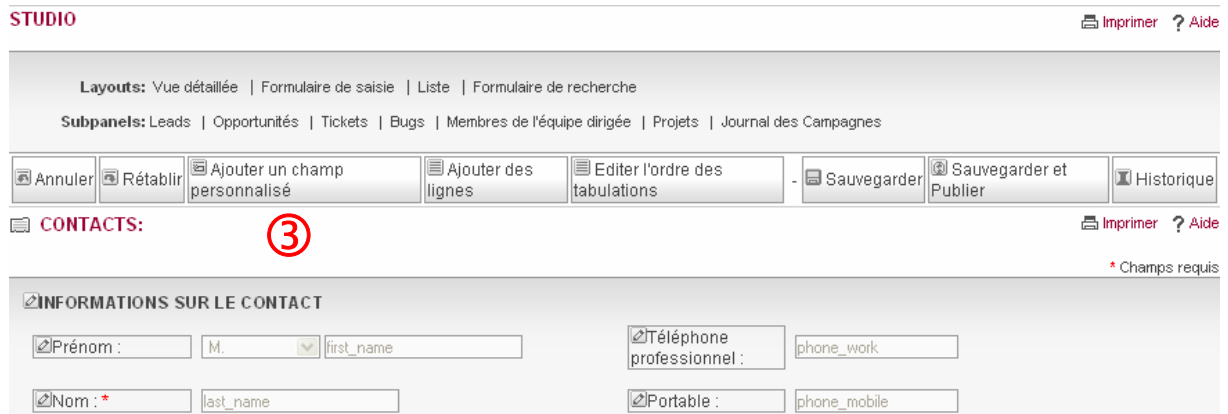 STUDIO Imprimer ? Aide
Layouts: Vue détaillée | Formulaire de saisie | Liste | Formulaire de recherche
Subpanels: Leads | Opportunités | Tickets | Bugs | Membres de l'équipe dirigée | Projets | Journal des Campagnes
Annuler Rétablir Ajouter un champ personnalisé Ajouter des lignes Editer l'ordre des tabulations - Sauvegarder Sauvegarder et Publier Historique
CONTACTS: Imprimer ? Aide
③
* Champs requis
INFORMATIONS SUR LE CONTACT
Prénom : M. first_name Téléphone professionnel : phone_work
Nom : * last_name Portable : phone_mobile